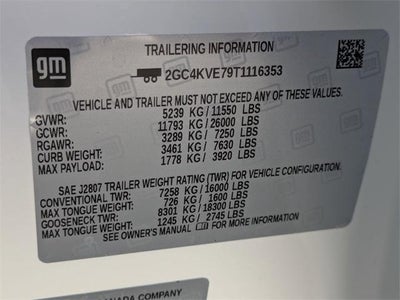 gm
TRAILERING INFORMATION
2GC4KVE79T1116353
VEHICLE AND TRAILER MUST NOT EXCEED ANY OF THESE VALUES:
GVWR: 5239 KG / 11550 LBS
GCWR: 11793 KG / 26000 LBS
RGAWR: 3289 KG / 7250 LBS
CURB WEIGHT: 3461 KG / 7630 LBS
MAX PAYLOAD: 1778 KG / 3920 LBS
SAE J2807 TRAILER WEIGHT RATING (TWR) FOR VEHICLE CONFIGURATION.
CONVENTIONAL TWR: 7258 KG / 16000 LBS
MAX TONGUE WEIGHT: 726 KG / 1600 LBS
GOOSENECK TWR: 8301 KG / 18300 LBS
MAX TONGUE WEIGHT: 1245 KG / 2745 LBS
SEE OWNER'S MANUAL gm FOR MORE INFORMATION
ANADA COMPANY